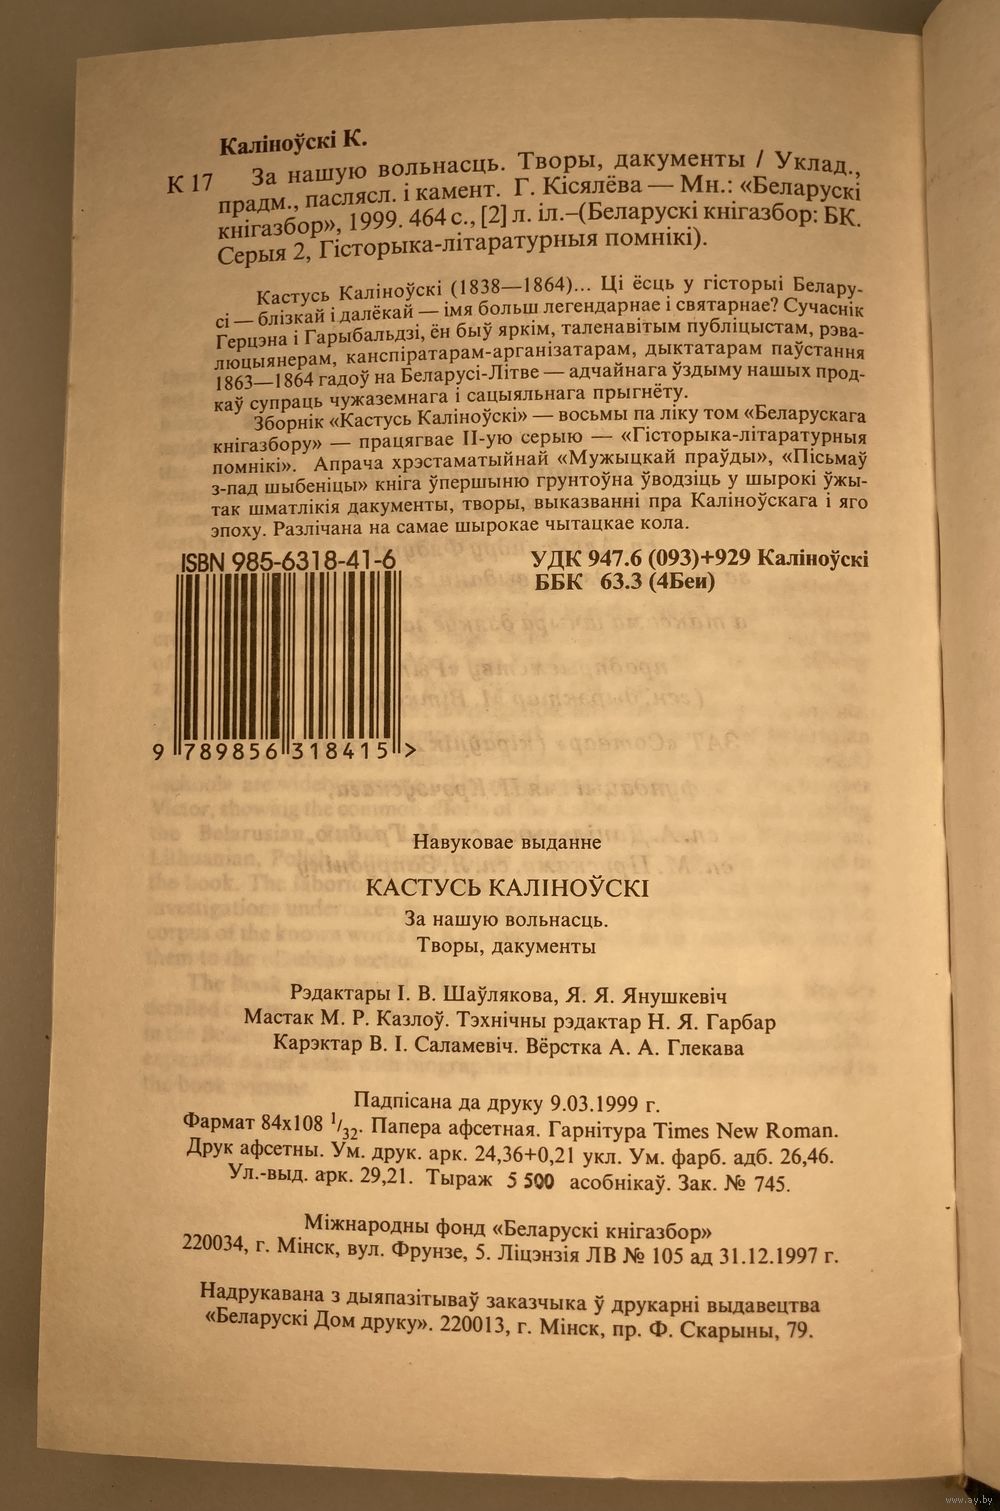 Каліноўскі К.
К 17 За нашую вольнасць. Творы, дакументы / Уклад.,
прадм., паслясл. і камент. Г. Кісялёва — Мн.: «Беларускі
кнігазбор», 1999. 464 с., [2] л. іл.–(Беларускі кнігазбор: БК.
Серыя 2, Гісторыка-літаратурныя помнікі).
Кастусь Каліноўскі (1838—1864)... Ці ёсць у гісторыі Белару-
сі — блізкай і далёкай — імя больш легендарнае і святарнае? Сучаснік
Герцэна і Гарыбальдзі, ён быў яркім, таленавітым публіцыстам, рэва-
люцыянерам, канспіратарам-арганізатарам, дыктатарам паўстання
1863—1864 гадоў на Беларусі-Літве — адчайнага ўздыму нашых прод-
каў супраць чужаземнага і сацыяльнага прыгнёту.
Зборнік «Кастусь Каліноўскі» — восьмы па ліку том «Беларускага
кнігазбору» — працягвае II-ую серыю — «Гісторыка-літаратурныя
помнікі». Апрача хрэстаматыйнай «Мужыцкай праўды», «Пісьмаў
з-пад шыбеніцы» кніга ўпершыню грунтоўна ўводзіць у шырокі ўжы-
так шматлікія дакументы, творы, выказванні пра Каліноўскага і яго
эпоху. Разлічана на самае шырокае чытацкае кола.
ISBN 985-6318-41-6
УДК 947.6 (093)+929 Каліноўскі
ББК 63.3 (4Беи)
9 789856 318415 >
Навуковае выданне
КАСТУСЬ КАЛІНОЎСКІ
За нашую вольнасць.
Творы, дакументы
Рэдактары І. В. Шаўлякова, Я. Я. Янушкевіч
Мастак М. Р. Казлоў. Тэхнічны рэдактар Н. Я. Гарбар
Карэктар В. І. Саламевіч. Вёрстка А. А. Глекава
Падпісана да друку 9.03.1999 г.
Фармат 84х108 1/32. Папера афсетная. Гарнітура Times New Roman.
Друк афсетны. Ум. друк. арк. 24,36+0,21 укл. Ум. фарб. адб. 26,46.
Ул.-выд. арк. 29,21. Тыраж 5 500 асобнікаў. Зак. № 745.
Міжнародны фонд «Беларускі кнігазбор»
220034, г. Мінск, вул. Фрунзе, 5. Ліцэнзія ЛВ № 105 ад 31.12.1997 г.
Надрукавана з дыяпазітываў заказчыка ў друкарні выдавецтва
«Беларускі Дом друку». 220013, г. Мінск, пр. Ф. Скарыны, 79.
www.ay.by